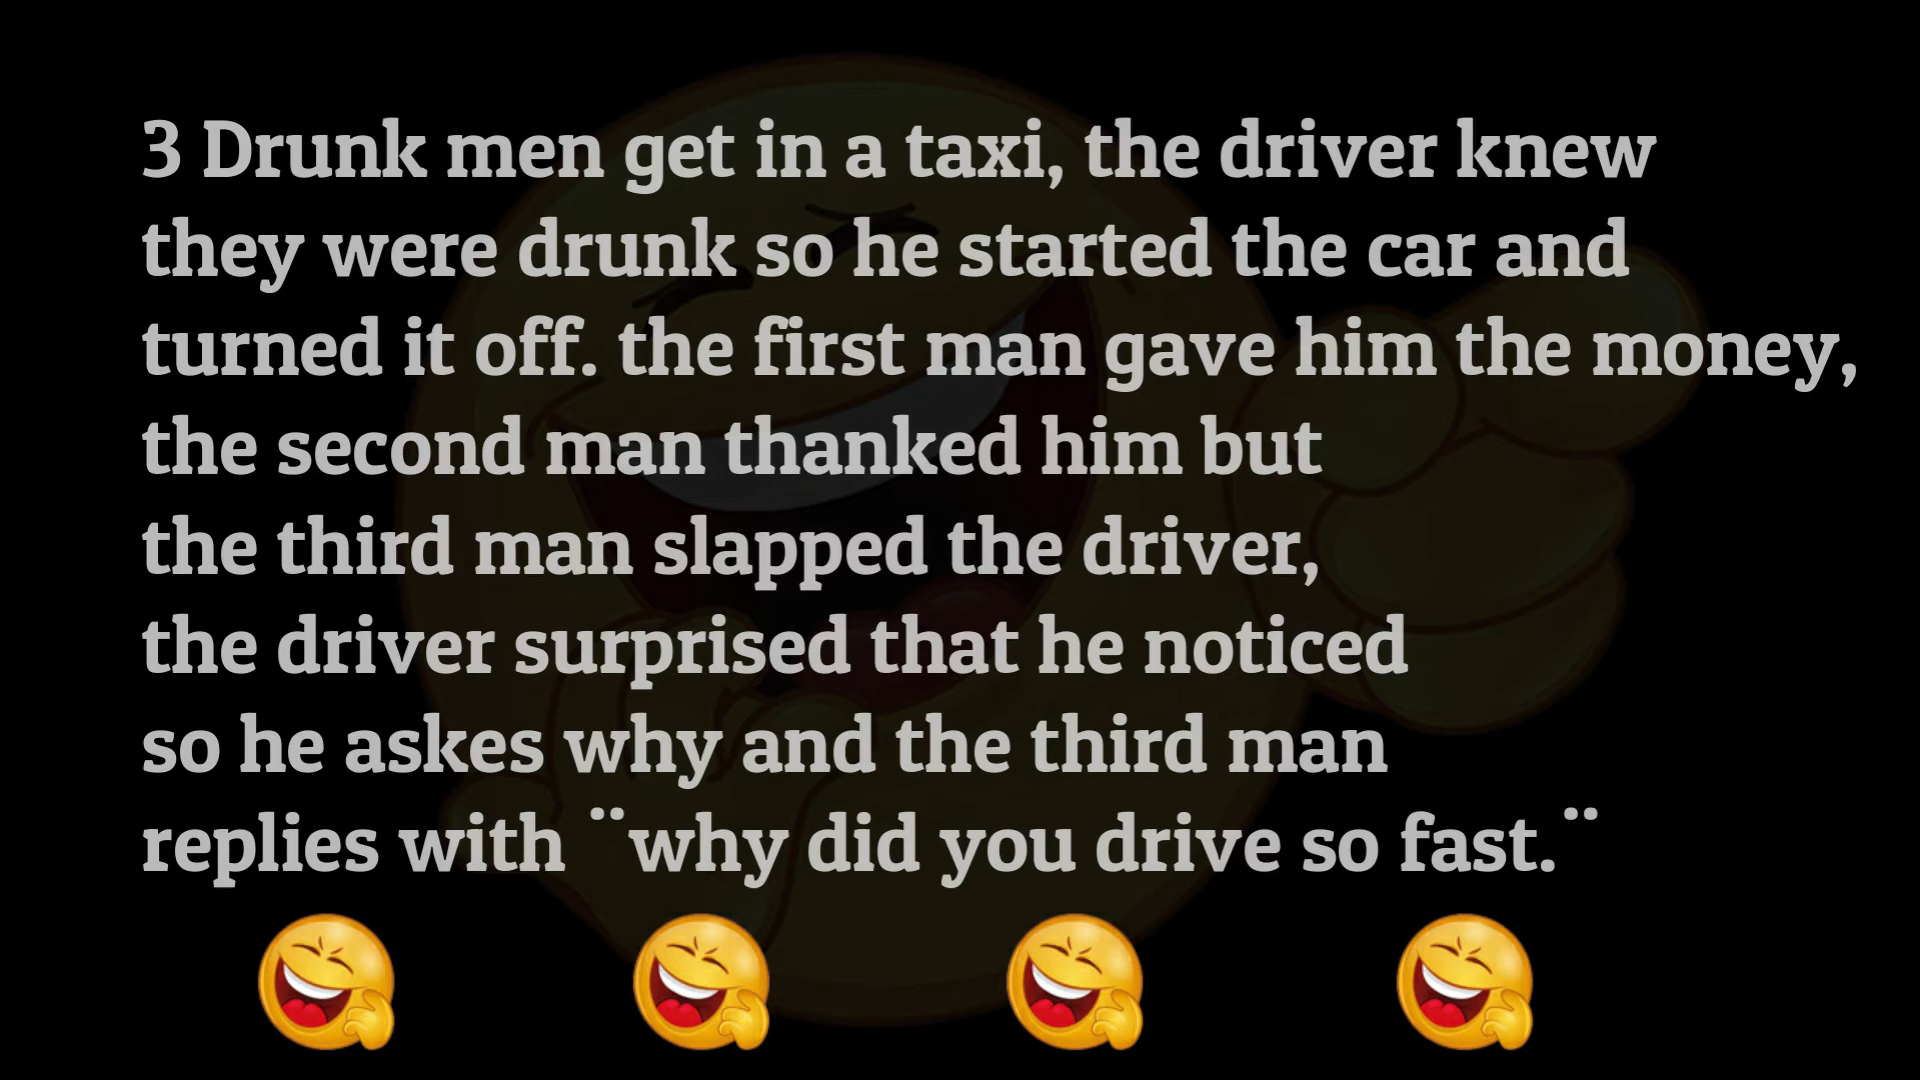 3 Drunk men get in a taxi, the driver knew
they were drunk so he started the car and
turned it off. the first man gave him the money,
the second man thanked him but
the third man slapped the driver,
the driver surprised that he noticed
so he askes why and the third man
replies with ¨why did you drive so fast.¨